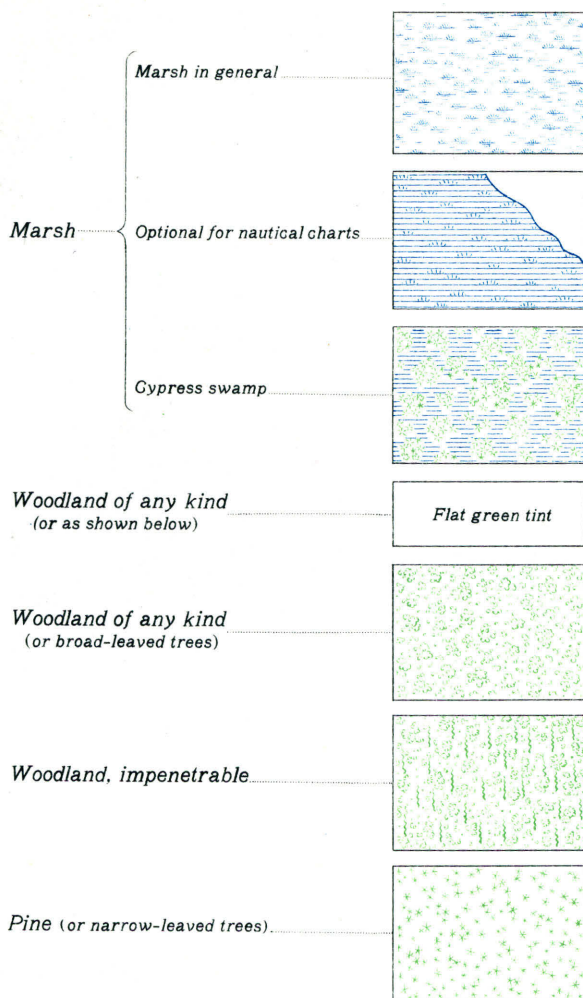 Marsh in general
Marsh
Optional for nautical charts
Cypress swamp
Woodland of any kind
(or as shown below)
Flat green tint
Woodland of any kind
(or broad-leaved trees)
Woodland, impenetrable
Pine (or narrow-leaved trees)